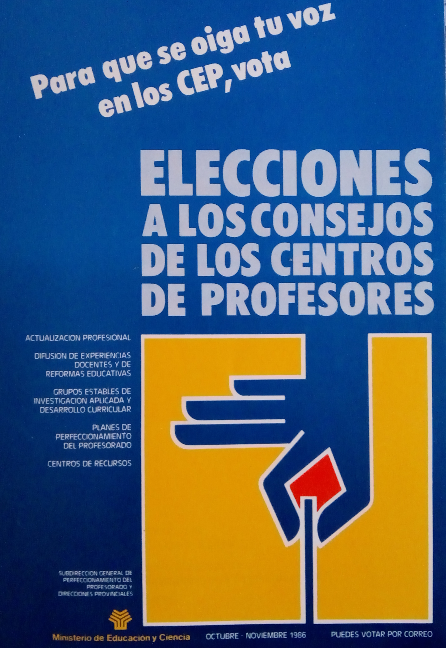 Para que se oiga tu voz
en los CEP, vota
ELECCIONES
A LOS CONSEJOS
DE LOS CENTROS
DE PROFESORES
ACTUALIZACION PROFESIONAL
DIFUSION DE EXPERIENCIAS
DOCENTES Y DE
REFORMAS EDUCATIVAS
GRUPOS ESTABLES DE
INVESTIGACION APLICADA Y
DESARROLLO CURRICULAR
PLANES DE
PERFECCIONAMIENTO
DEL PROFESORADO
CENTROS DE RECURSOS
SUBDIRECCION GENERAL DE
PERFECCIONAMIENTO DEL
PROFESORADO Y
DIRECCIONES PROVINCIALES
Ministerio de Educación y Ciencia
OCTUBRE - NOVIEMBRE 1986
PUEDES VOTAR POR CORREO